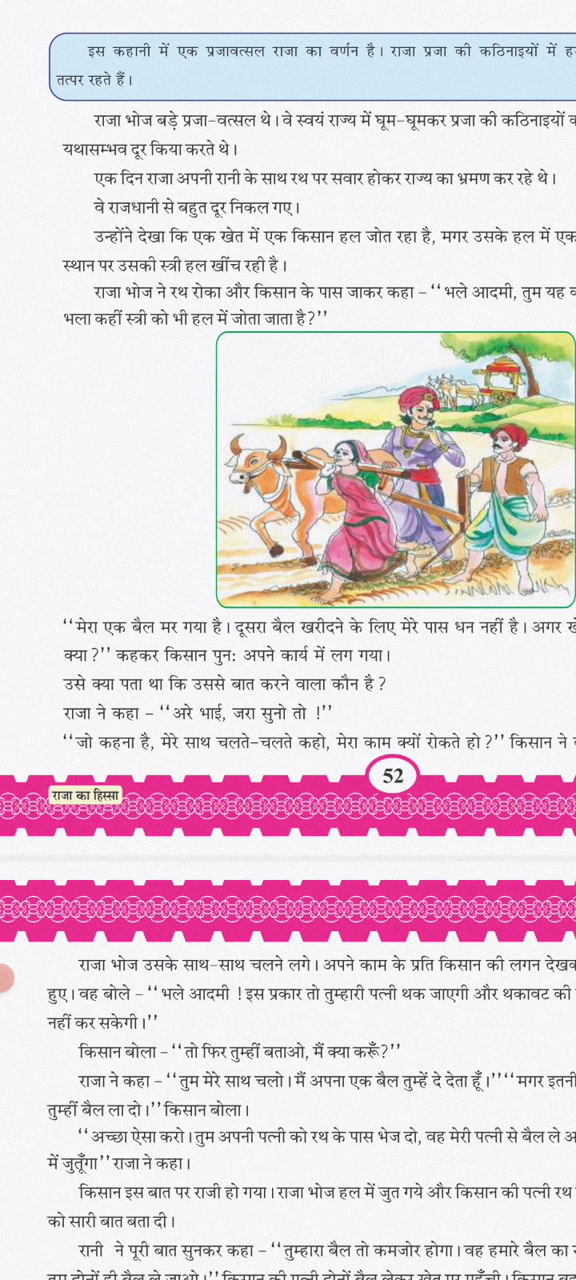 इस कहानी में एक प्रजावत्सल राजा का वर्णन है। राजा प्रजा की कठिनाइयों में
तत्पर रहते हैं।
राजा भोज बड़े प्रजा-वत्सल थे। वे स्वयं राज्य में घूम-घूमकर प्रजा की कठिनाइयों
यथासम्भव दूर किया करते थे।
एक दिन राजा अपनी रानी के साथ रथ पर सवार होकर राज्य का भ्रमण कर रहे थे।
वे राजधानी से बहुत दूर निकल गए।
उन्होंने देखा कि एक खेत में एक किसान हल जोत रहा है, मगर उसके हल में एक
स्थान पर उसकी स्त्री हल खींच रही है।
राजा भोज ने रथ रोका और किसान के पास जाकर कहा - ‘‘भले आदमी, तुम यह
भला कहीं स्त्री को भी हल में जोता जाता है?’’
‘‘मेरा एक बैल मर गया है। दूसरा बैल खरीदने के लिए मेरे पास धन नहीं है। अगर
क्या?’’ कहकर किसान पुनः अपने कार्य में लग गया।
उसे क्या पता था कि उससे बात करने वाला कौन है?
राजा ने कहा - ‘‘अरे भाई, जरा सुनो तो !’’
‘‘जो कहना है, मेरे साथ चलते-चलते कहो, मेरा काम क्यों रोकते हो?’’ किसान ने
52
राजा का हिस्सा
राजा भोज उसके साथ-साथ चलने लगे। अपने काम के प्रति किसान की लगन
हुए। वह बोले - ‘‘भले आदमी ! इस प्रकार तो तुम्हारी पत्नी थक जाएगी और थकावट की
नहीं कर सकेगी।’’
किसान बोला - ‘‘तो फिर तुम्हीं बताओ, मैं क्या करूँ?’’
राजा ने कहा - ‘‘तुम मेरे साथ चलो। मैं अपना एक बैल तुम्हें दे देता हूँ।’’ ‘‘मगर
तुम्हीं बैल ला दो।’’ किसान बोला।
‘‘अच्छा ऐसा करो। तुम अपनी पत्नी को रथ के पास भेज दो, वह मेरी पत्नी से बैल ले
में जुतूँगा’’ राजा ने कहा।
किसान इस बात पर राजी हो गया। राजा भोज हल में जुत गये और किसान की पत्नी रथ
को सारी बात बता दी।
रानी ने पूरी बात सुनकर कहा - ‘‘तुम्हारा बैल तो कमजोर होगा। वह हमारे बैल का